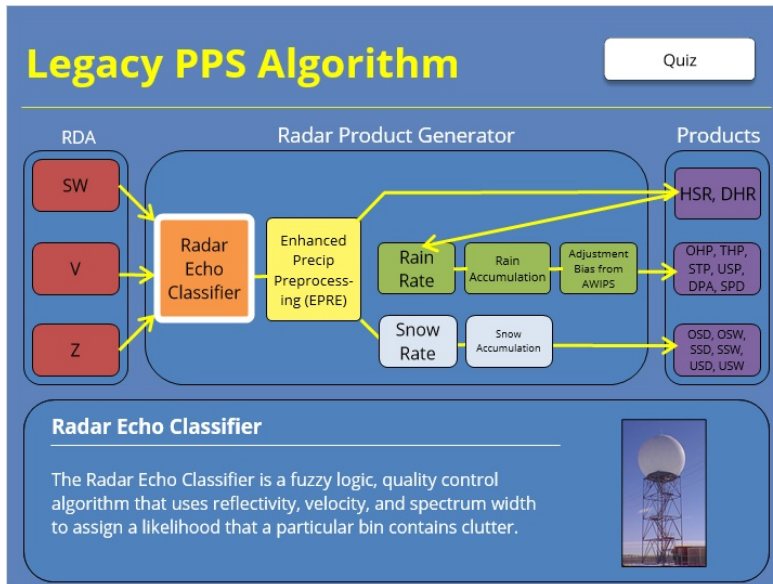 Legacy PPS Algorithm
Quiz
RDA
Radar Product Generator
Products
SW
V
Z
Radar
Echo
Classifier
Enhanced
Precip
Preprocess-
ing (EPRE)
Rain
Rate
Rain
Accumulation
Adjustment
Bias from
AWIPS
Snow
Rate
Snow
Accumulation
HSR, DHR
OHP, THP,
STP, USP,
DPA, SPD
OSD, OSW,
SSD, SSW,
USD, USW
Radar Echo Classifier
The Radar Echo Classifier is a fuzzy logic, quality control
algorithm that uses reflectivity, velocity, and spectrum width
to assign a likelihood that a particular bin contains clutter.